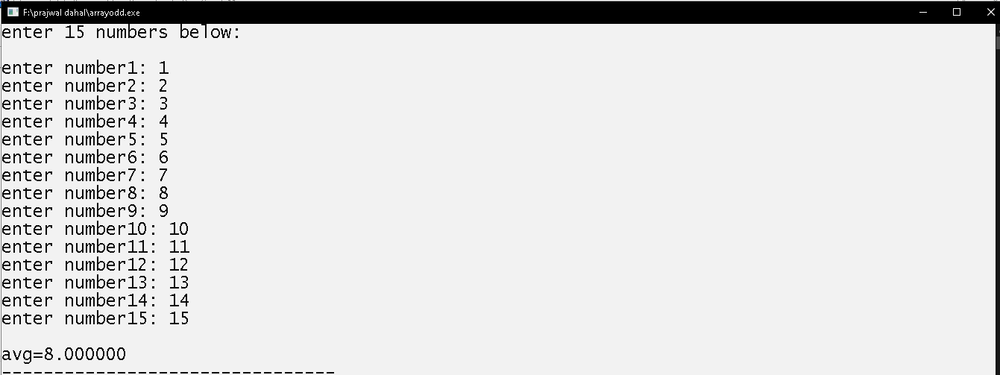 F:\prajwal dahal\arrayodd.exe
enter 15 numbers below:
enter number1: 1
enter number2: 2
enter number3: 3
enter number4: 4
enter number5: 5
enter number6: 6
enter number7: 7
enter number8: 8
enter number9: 9
enter number10: 10
enter number11: 11
enter number12: 12
enter number13: 13
enter number14: 14
enter number15: 15
avg=8.000000
--------------------------------